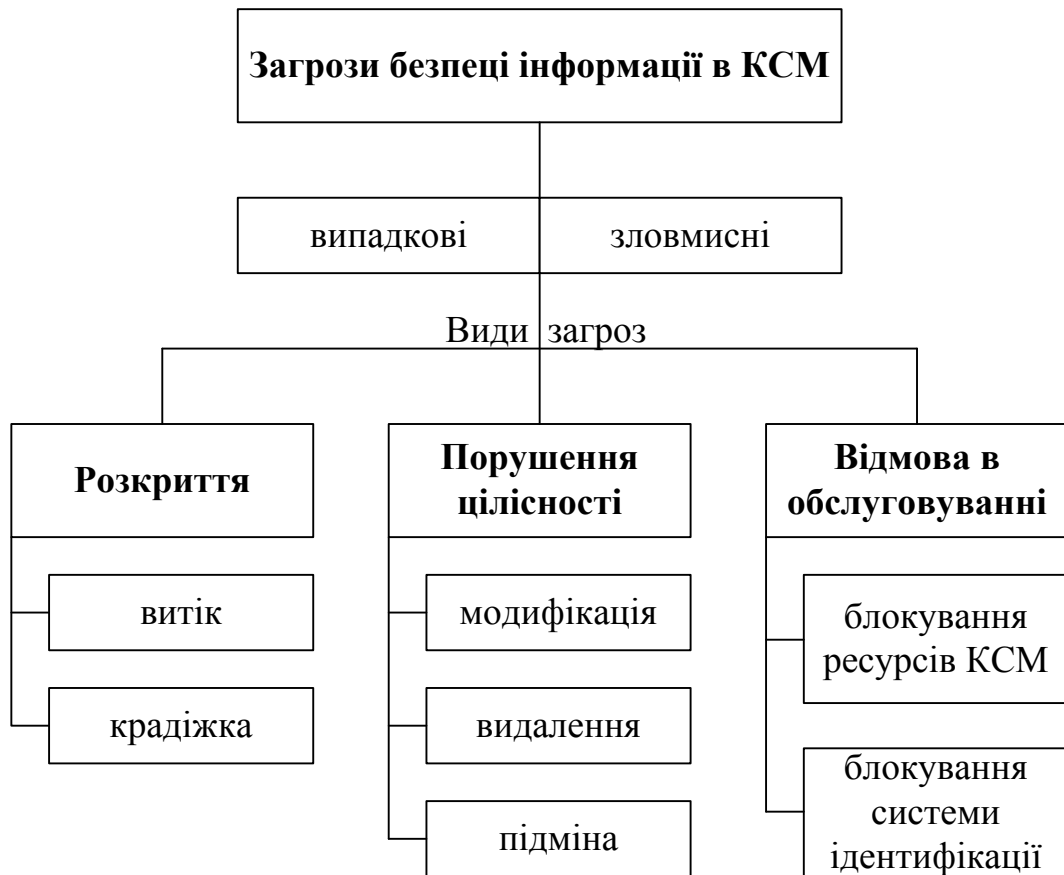 Загрози безпеці інформації в КСМ
випадкові
зловмисні
Види загроз
Розкриття
витік
крадіжка
Порушення
цілісності
модифікація
видалення
підміна
Відмова в
обслуговуванні
блокування
ресурсів КСМ
блокування
системи
ідентифікації